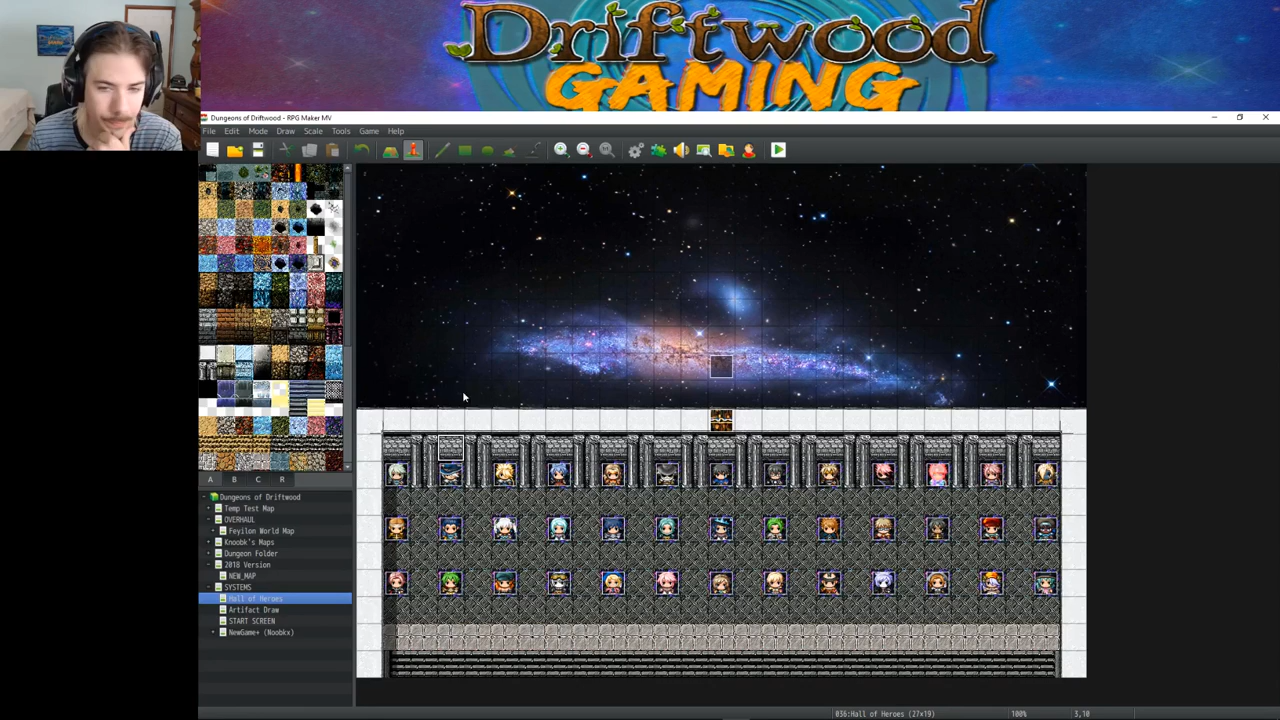 Driftwood
GAMING
Dungeons of Driftwood - RPG Maker MV
File Edit Mode Draw Scale Tools Game Help
A B C R
Dungeons of Driftwood
Temp Test Map
OVERHAUL
Feyilon World Map
Knoobk's Maps
Dungeon Folder
2018 Version
NEW_MAP
SYSTEMS
Hall of Heroes
Artifact Draw
START SCREEN
NewGame+ (Noobkx)
036:Hall of Heroes (27x19) 100% 3,10